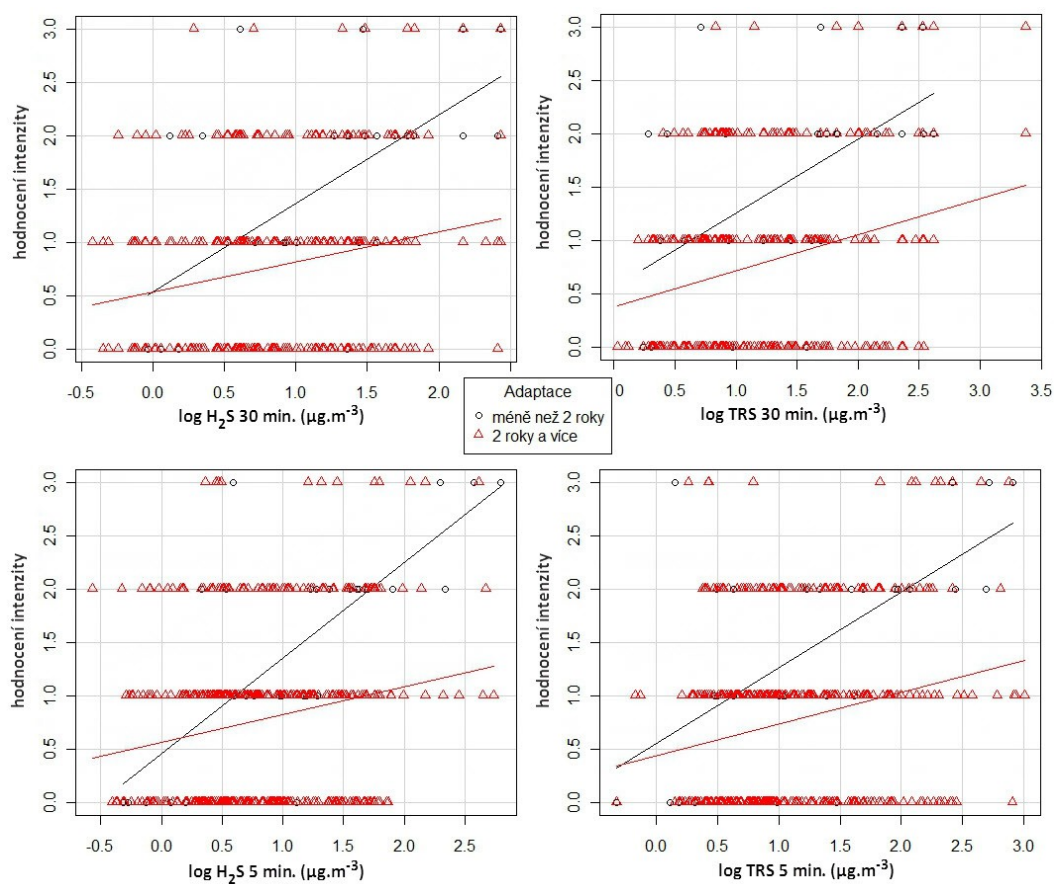 hodnocení intenzity
3.0
2.5
2.0
1.5
1.0
0.5
0.0
-0.5 0.0 0.5 1.0 1.5 2.0 2.5
log H₂S 30 min. (µg.m⁻³)
hodnocení intenzity
3.0
2.5
2.0
1.5
1.0
0.5
0.0
0.0 0.5 1.0 1.5 2.0 2.5 3.0 3.5
log TRS 30 min. (µg.m⁻³)
Adaptace
méně než 2 roky
2 roky a více
hodnocení intenzity
3.0
2.5
2.0
1.5
1.0
0.5
0.0
-0.5 0.0 0.5 1.0 1.5 2.0 2.5
log H₂S 5 min. (µg.m⁻³)
hodnocení intenzity
3.0
2.5
2.0
1.5
1.0
0.5
0.0
0.0 0.5 1.0 1.5 2.0 2.5 3.0
log TRS 5 min. (µg.m⁻³)